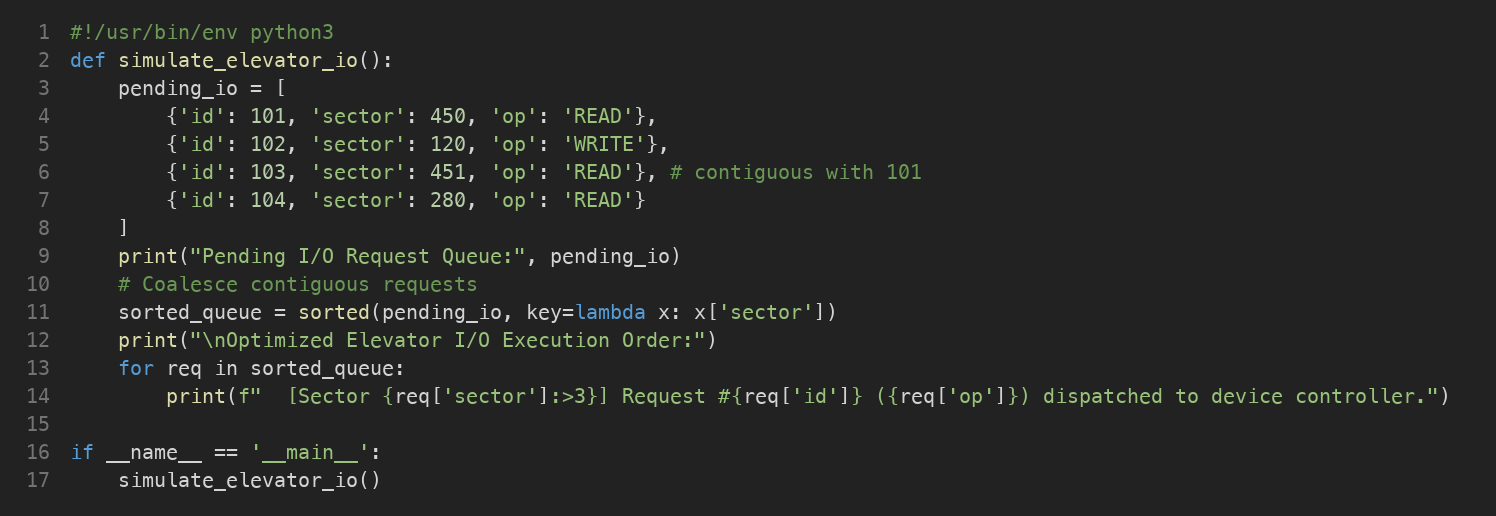 1 #!/usr/bin/env python3
2 def simulate_elevator_io():
3     pending_io = [
4         {'id': 101, 'sector': 450, 'op': 'READ'},
5         {'id': 102, 'sector': 120, 'op': 'WRITE'},
6         {'id': 103, 'sector': 451, 'op': 'READ'}, # contiguous with 101
7         {'id': 104, 'sector': 280, 'op': 'READ'}
8     ]
9     print("Pending I/O Request Queue:", pending_io)
10     # Coalesce contiguous requests
11     sorted_queue = sorted(pending_io, key=lambda x: x['sector'])
12     print("\nOptimized Elevator I/O Execution Order:")
13     for req in sorted_queue:
14         print(f"  [Sector {req['sector']:>3}] Request #{req['id']} ({req['op']}) dispatched to device controller.")
15
16 if __name__ == '__main__':
17     simulate_elevator_io()